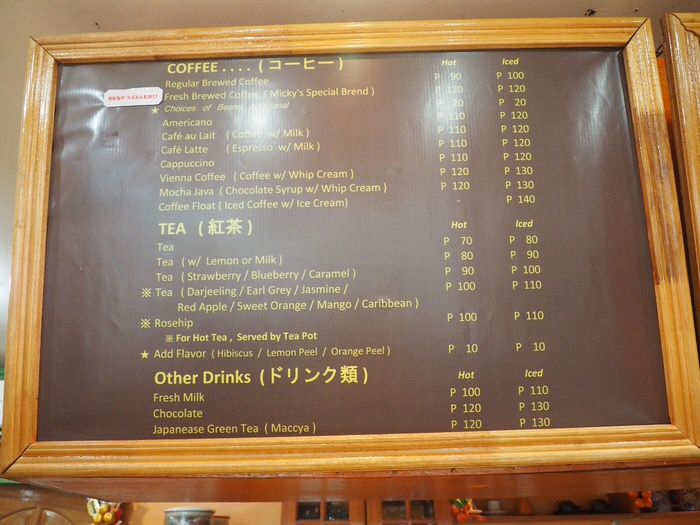 COFFEE . . . . ( コーヒー ) Hot Iced
Regular Brewed Coffee P 90 P 100
BEST SELLER!! Fresh Brewed Coffee ( Micky's Special Brend ) P 120 P 120
★ Choices of Beans P 20 P 20
Americano P 110 P 120
Café au Lait ( Coffee w/ Milk ) P 110 P 120
Café Latte ( Espresso w/ Milk ) P 110 P 120
Cappuccino P 110 P 120
Vienna Coffee ( Coffee w/ Whip Cream ) P 120 P 130
Mocha Java ( Chocolate Syrup w/ Whip Cream ) P 120 P 130
Coffee Float ( Iced Coffee w/ Ice Cream) - P 140
TEA ( 紅茶 ) Hot Iced
Tea P 70 P 80
Tea ( w/ Lemon or Milk ) P 80 P 90
Tea ( Strawberry / Blueberry / Caramel ) P 90 P 100
※ Tea ( Darjeeling / Earl Grey / Jasmine / P 100 P 110
Red Apple / Sweet Orange / Mango / Caribbean )
※ Rosehip P 100 P 110
※ For Hot Tea , Served by Tea Pot
★ Add Flavor ( Hibiscus / Lemon Peel / Orange Peel ) P 10 P 10
Other Drinks ( ドリンク類 ) Hot Iced
Fresh Milk P 100 P 110
Chocolate P 120 P 130
Japanease Green Tea ( Maccya ) P 120 P 130